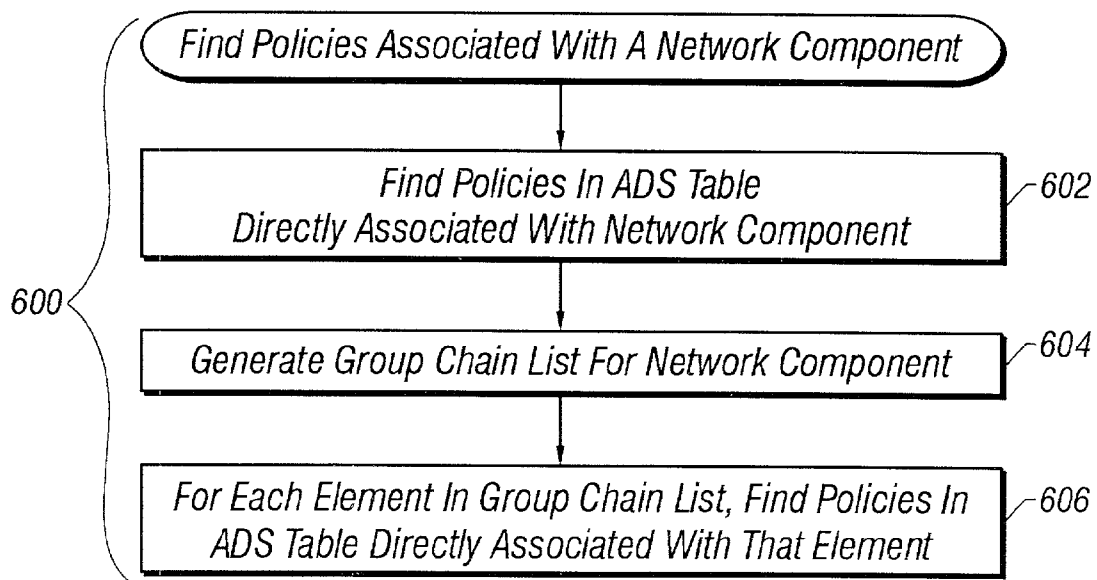 Find Policies Associated With A Network Component
Find Policies In ADS Table
Directly Associated With Network Component
602
600
Generate Group Chain List For Network Component
604
For Each Element In Group Chain List, Find Policies In
ADS Table Directly Associated With That Element
606